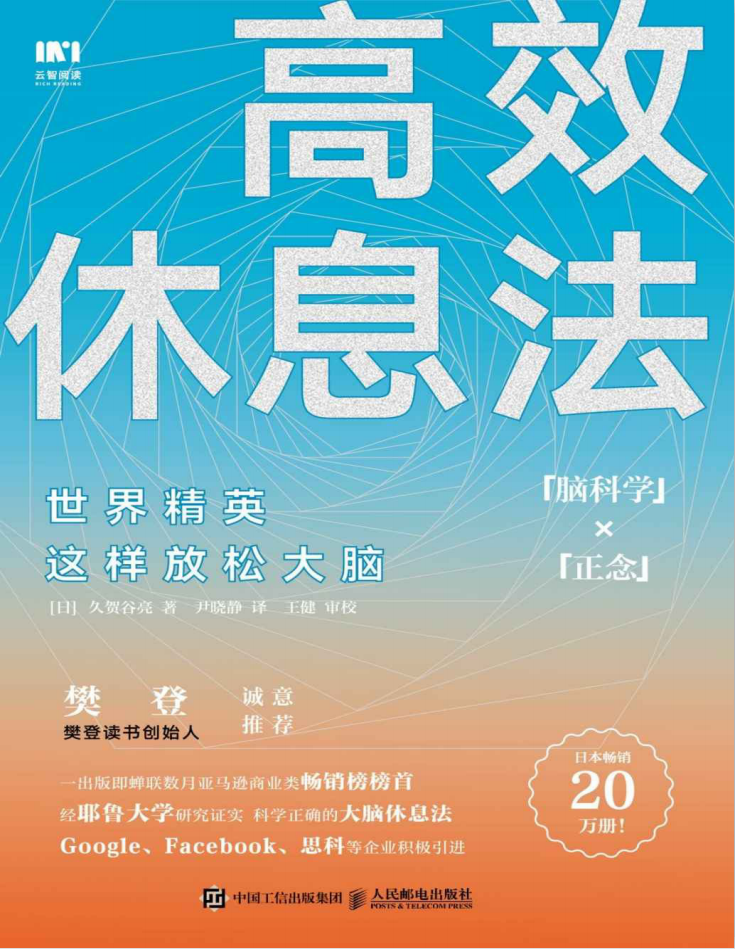 云智阅读
RICH READING
高效
休息法
世界精英
这样放松大脑
「脑科学」
×
「正念」
[日] 久贺谷亮 著 尹晓静 译 王健 审校
樊登
樊登读书创始人
诚意
推荐
一出版即蝉联数月亚马逊商业类畅销榜榜首
经耶鲁大学研究证实 科学正确的大脑休息法
Google、Facebook、思科等企业积极引进
日本畅销
20
万册!
中国工信出版集团 人民邮电出版社
POSTS & TELECOM PRESS